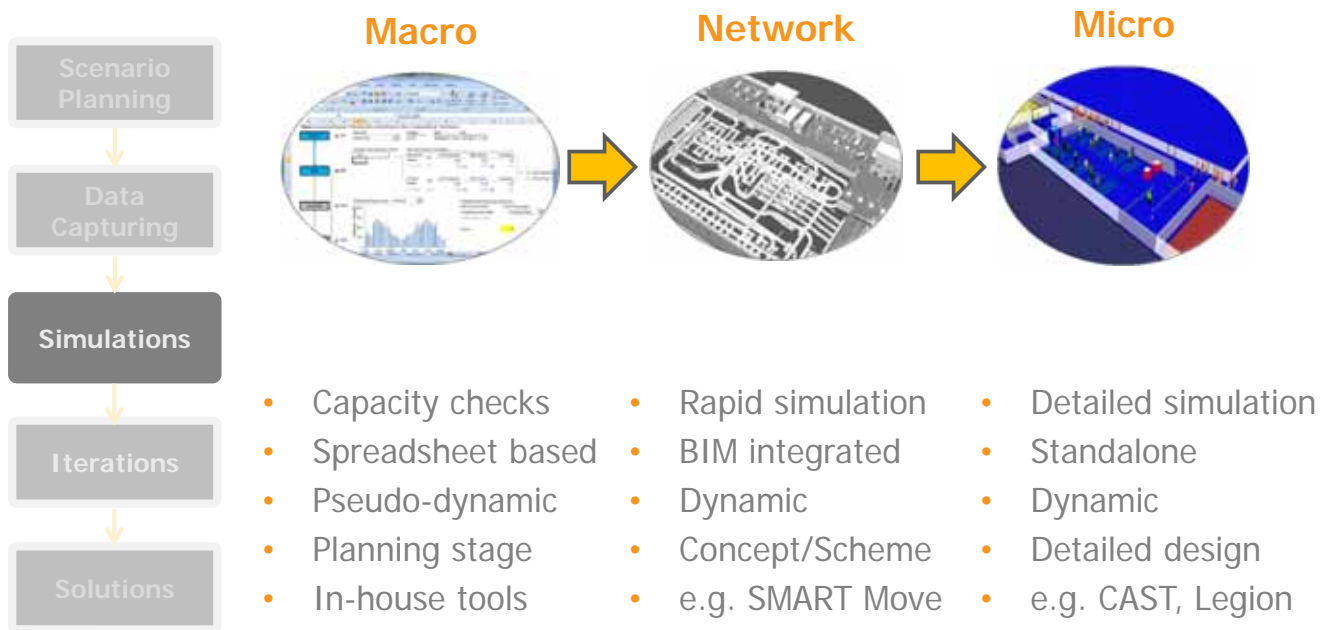 Scenario
Planning
Data
Capturing
Simulations
Iterations
Solutions
Macro
Network
Micro
• Capacity checks
• Spreadsheet based
• Pseudo-dynamic
• Planning stage
• In-house tools
• Rapid simulation
• BIM integrated
• Dynamic
• Concept/Scheme
• e.g. SMART Move
• Detailed simulation
• Standalone
• Dynamic
• Detailed design
• e.g. CAST, Legion